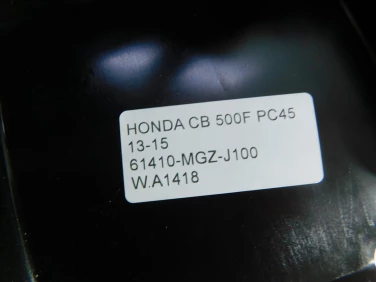 HONDA CB 500F PC45
13-15
61410-MGZ-J100
W.A1418